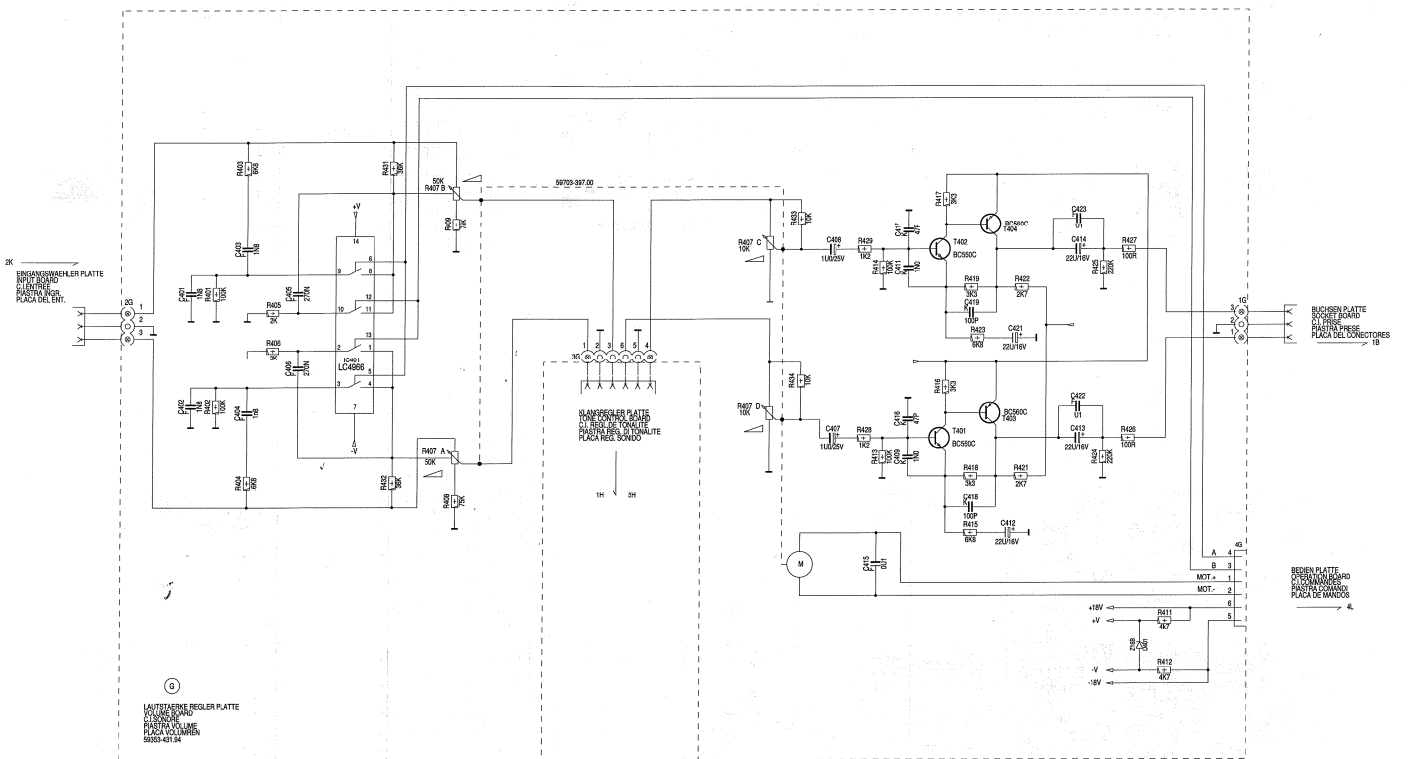 2K
EINGANGSWAEHLER PLATTE
INPUT BOARD
C.I.ENTREE
PIASTRA INGR.
PLACA DEL ENT.
2G
1
2
3
R403
6K8
C403
1N8
C401
1N8
R401
100K
R405
2K
C405
270N
R406
C406
270N
C402
1N8
R402
100K
C404
1n8
R404
6K8
+V
14
6
9
8
12
10
11
13
2
1
IC401
LC4966
5
3
4
7
-V
R431
36K
R432
36K
50K
R407 B
R409
R407 A
50K
R408
75K
59703-397.00
3G
1
2
3
6
5
4
KLANGREGLER PLATTE
TONE CONTROL BOARD
C.I. REGL.DE TONALITE
PIASTRA REG. DI TONALITE
PLACA REG. SONIDO
1H
3H
R433
10K
R407 C
10K
C408
1U0/25V
R429
1K2
R414
100K
C411
1N0
47F
T402
BC550C
R417
3K3
BC560C
T404
R419
3K3
C419
100P
R422
2K7
R423
6K8
C421
22U/16V
C423
U1
C414
22U/16V
R425
220K
R427
100R
R434
10K
R407 D
10K
C407
1U0/25V
R428
1K2
R413
100K
C409
1N0
C416
47P
T401
BC550C
R416
3K3
BC560C
T403
R418
3k3
C418
100P
R421
2K7
R415
6K8
C412
22U/16V
C422
U1
C413
22U/16V
R424
220K
R426
100R
1G
3
2
1
BUCHSEN PLATTE
SOCKET BOARD
C.I. PRISE
PIASTRA PRESE
PLACA DEL CONECTORES
1B
M
C415
0U1
4G
A 4
B 3
MOT.+ 1
MOT.- 2
6
5
+18V
+V
R411
4K7
Z16B
D401
-V
R412
4K7
-18V
BEDIEN PLATTE
OPERATION BOARD
C.I.COMMANDES
PIASTRA COMANDI
PLACA DE MANDOS
4L
G
LAUTSTAERKE REGLER PLATTE
VOLUME BOARD
C.I.SONORE
PIASTRA VOLUME
PLACA VOLUMREN
59353-431.94